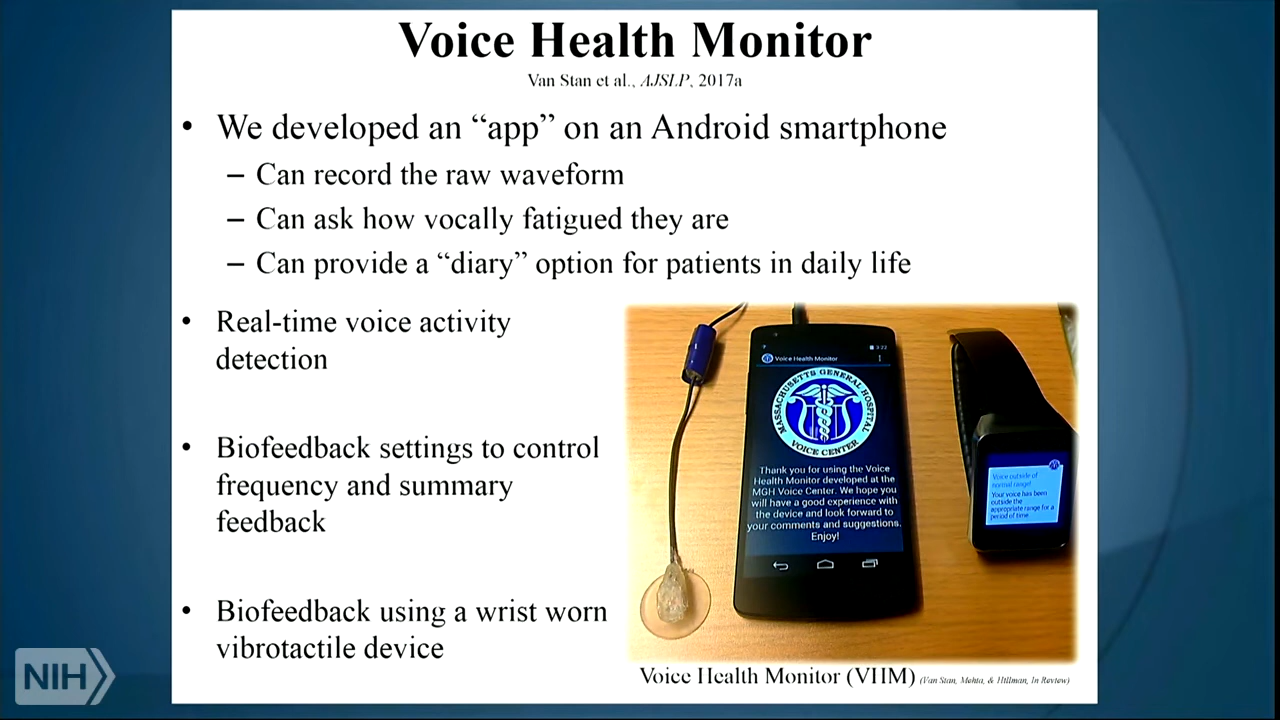 Voice Health Monitor
Van Stan et al., AJSLP, 2017a
• We developed an “app” on an Android smartphone
– Can record the raw waveform
– Can ask how vocally fatigued they are
– Can provide a “diary” option for patients in daily life
• Real-time voice activity
detection
• Biofeedback settings to control
frequency and summary
feedback
• Biofeedback using a wrist worn
vibrotactile device
3:22
Voice Health Monitor
MASSACHUSETTS GENERAL HOSPITAL
VOICE CENTER
Thank you for using the Voice
Health Monitor developed at the
MGH Voice Center. We hope you
will have a good experience with
the device and look forward to
your comments and suggestions.
Enjoy!
Voice outside of
normal range!
Your voice has been
outside the
appropriate range for a
period of time.
Voice Health Monitor (VHM) (Van Stan, Mehta, & Hillman, In Review)
NIH